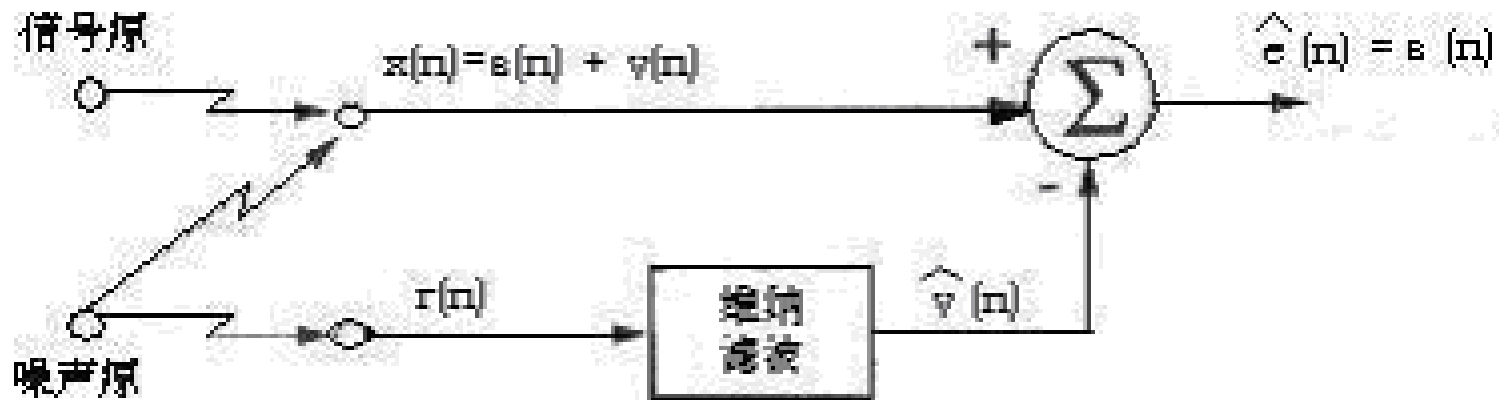 信号源
x(n)=s(n) + v(n)
+
Σ
ê(n) = s(n)
-
噪声源
r(n)
维纳
滤波
v̂(n)